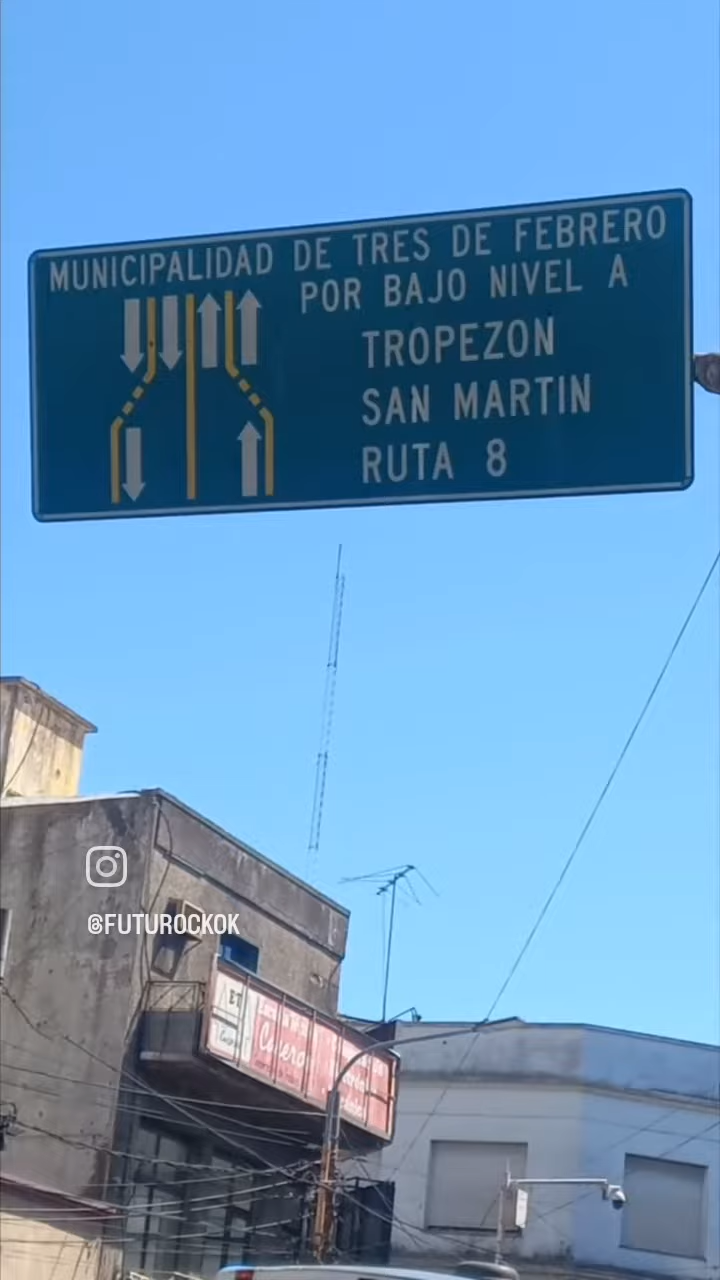 MUNICIPALIDAD DE TRES DE FEBRERO
POR BAJO NIVEL A
TROPEZON
SAN MARTIN
RUTA 8
@FUTUROCKOK